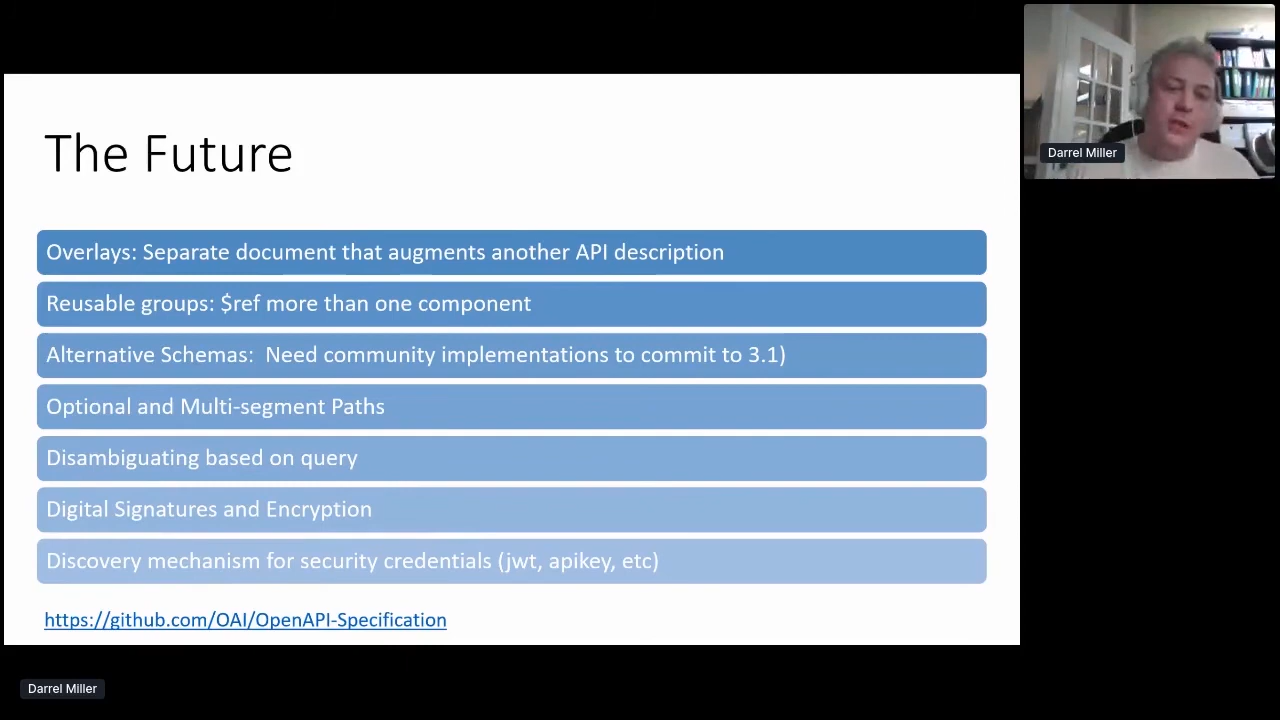 The Future
Overlays: Separate document that augments another API description
Reusable groups: $ref more than one component
Alternative Schemas:  Need community implementations to commit to 3.1)
Optional and Multi-segment Paths
Disambiguating based on query
Digital Signatures and Encryption
Discovery mechanism for security credentials (jwt, apikey, etc)
https://github.com/OAI/OpenAPI-Specification
Darrel Miller
Darrel Miller